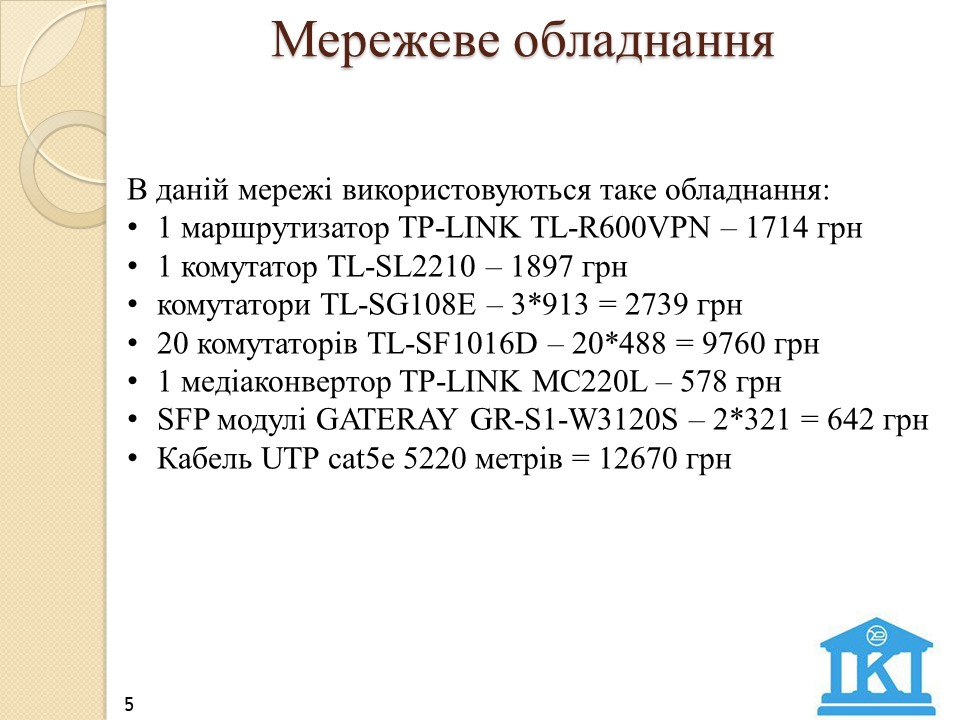 Мережеве обладнання
В даній мережі використовуються таке обладнання:
• 1 маршрутизатор TP-LINK TL-R600VPN – 1714 грн
• 1 комутатор TL-SL2210 – 1897 грн
• комутатори TL-SG108E – 3*913 = 2739 грн
• 20 комутаторів TL-SF1016D – 20*488 = 9760 грн
• 1 медіаконвертор TP-LINK MC220L – 578 грн
• SFP модулі GATERAY GR-S1-W3120S – 2*321 = 642 грн
• Кабель UTP cat5e 5220 метрів = 12670 грн
ІКІ
5